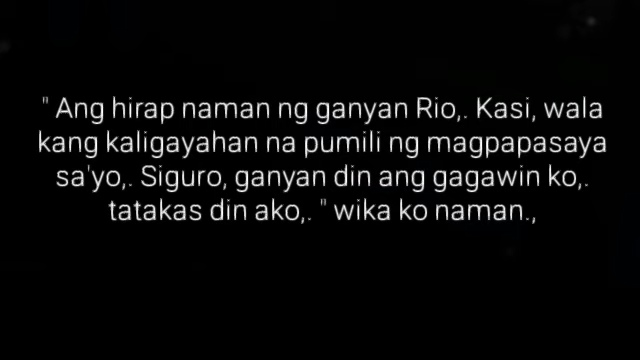 " Ang hirap naman ng ganyan Rio,. Kasi, wala
kang kaligayahan na pumili ng magpapasaya
sa'yo,. Siguro, ganyan din ang gagawin ko,.
tatakas din ako,. " wika ko naman.,